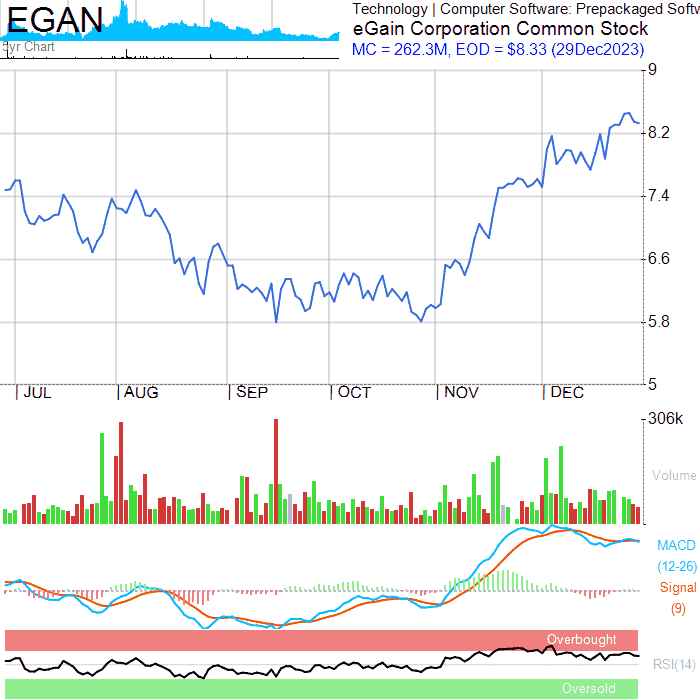 EGAN
5yr Chart
Technology | Computer Software: Prepackaged Softw
eGain Corporation Common Stock
MC = 262.3M, EOD = $8.33 (29Dec2023)
9
8.2
7.4
6.6
5.8
5
JUL AUG SEP OCT NOV DEC
306k
Volume
MACD
(12-26)
Signal
(9)
Overbought
RSI(14)
Oversold